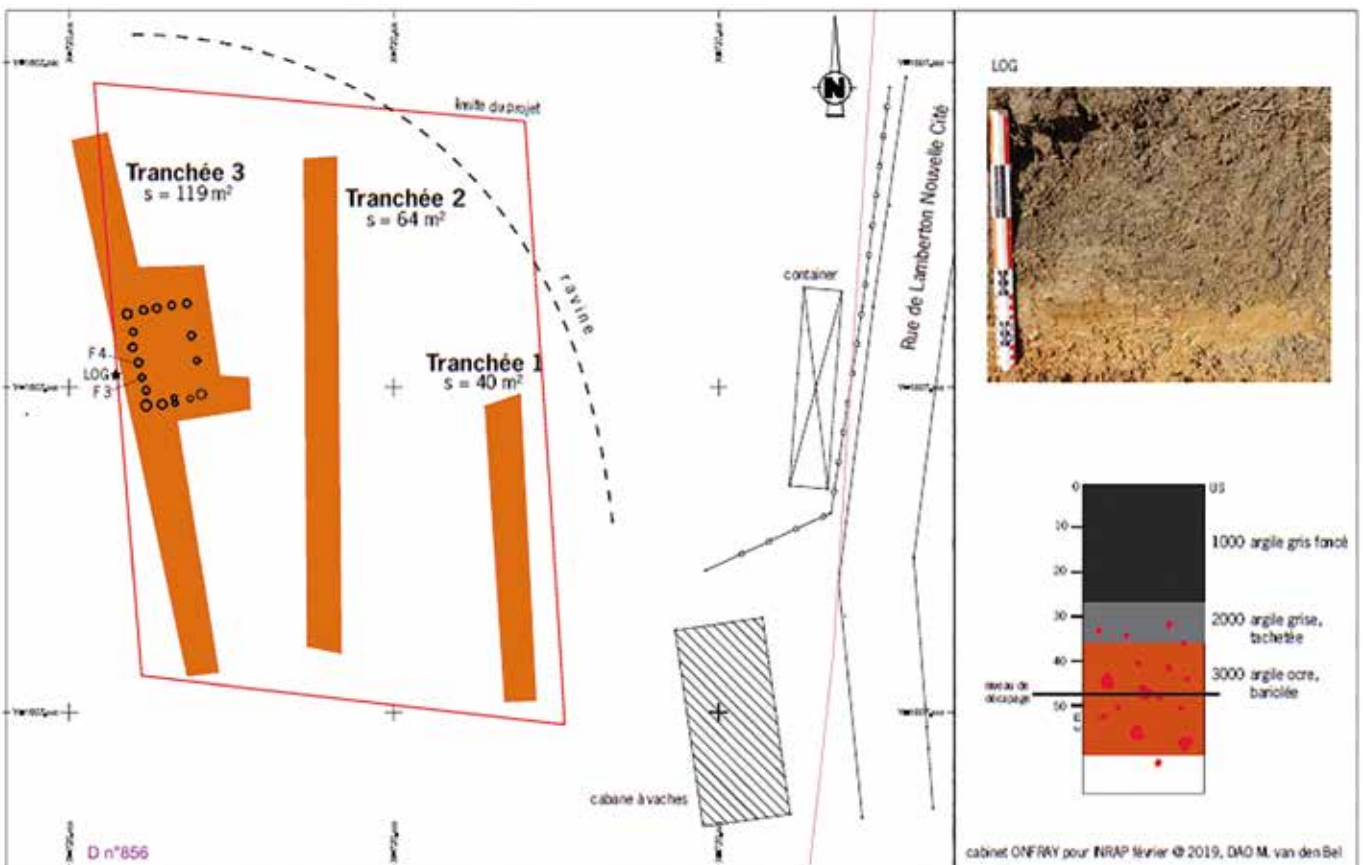 limite du projet
Tranchée 3
s = 119 m²
Tranchée 2
s = 64 m²
ravine
Tranchée 1
s = 40 m²
F4
LOG
F3
N
container
Rue de Lamberton Nouvelle Cité
cabane à vaches
D n°856
LOG
0
US
10
1000 argile gris foncé
20
30
2000 argile grise,
tachetée
40
3000 argile ocre,
bariolée
niveau de
décapage
50
cabinet ONFRAY pour INRAP février @ 2019, DAO M. van den Bel